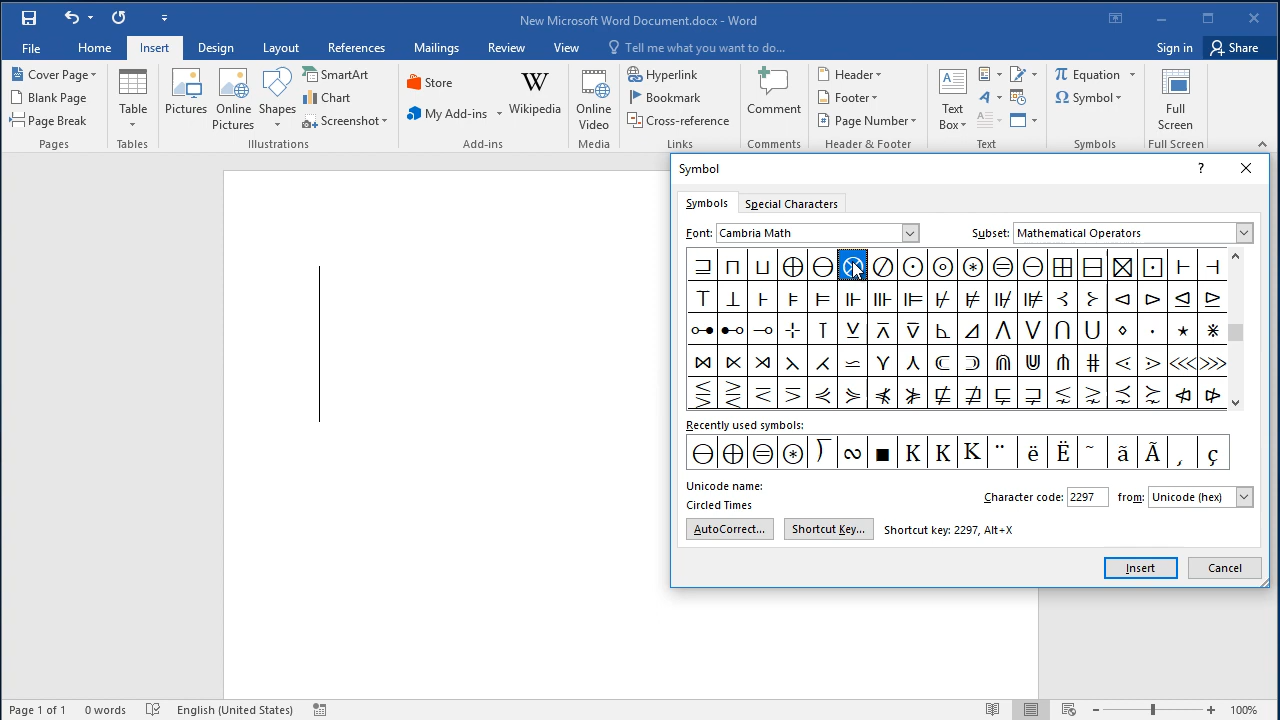 New Microsoft Word Document.docx - Word
File Home Insert Design Layout References Mailings Review View Tell me what you want to do... Sign in Share
Cover Page
Blank Page
Page Break
Pages
Table
Tables
Pictures
Online Pictures
Shapes
SmartArt
Chart
Screenshot
Illustrations
Store
My Add-ins
W
Wikipedia
Add-ins
Online Video
Media
Hyperlink
Bookmark
Cross-reference
Links
Comment
Comments
Header
Footer
Page Number
Header & Footer
Text Box
A
Text
π Equation
Ω Symbol
Symbols
Full Screen
Full Screen
Symbol ?
Symbols Special Characters
Font: Cambria Math Subset: Mathematical Operators
⊒ ⊓ ⊔ ⊕ ⊖ ⊗ ⊘ ⊙ ⊚ ⊛ ⊜ ⊝ ⊞ ⊟ ⊠ ⊡ ⊢ ⊣
⊤ ⊥ ⊦ ⊧ ⊨ ⊩ ⊪ ⊫ ⊬ ⊭ ⊮ ⊯ ⊰ ⊱ ⊲ ⊳ ⊴ ⊵
⊶ ⊷ ⊸ ⊹ ⊺ ⊻ ⊼ ⊽ ⊾ ⊿ ⋀ ⋁ ⋂ ⋃ ⋄ ⋅ ⋆ ⋇
⋈ ⋉ ⋊ ⋋ ⋌ ⋍ ⋎ ⋏ ⋐ ⋑ ⋒ ⋓ ⋔ ⋕ ⋖ ⋗ ⋘ ⋙
⋚ ⋛ ⋜ ⋝ ⋞ ⋟ ⋠ ⋡ ⋢ ⋣ ⋤ ⋥ ⋦ ⋧ ⋨ ⋩ ⋪ ⋫
Recently used symbols:
⊖ ⊕ ⊜ ⊛ ∾ ■ K K K ¨ ë Ë ˜ ã Ã ¸ ç
Unicode name:
Circled Times
Character code: 2297 from: Unicode (hex)
AutoCorrect... Shortcut Key... Shortcut key: 2297, Alt+X
Insert Cancel
Page 1 of 1 0 words English (United States) 100%